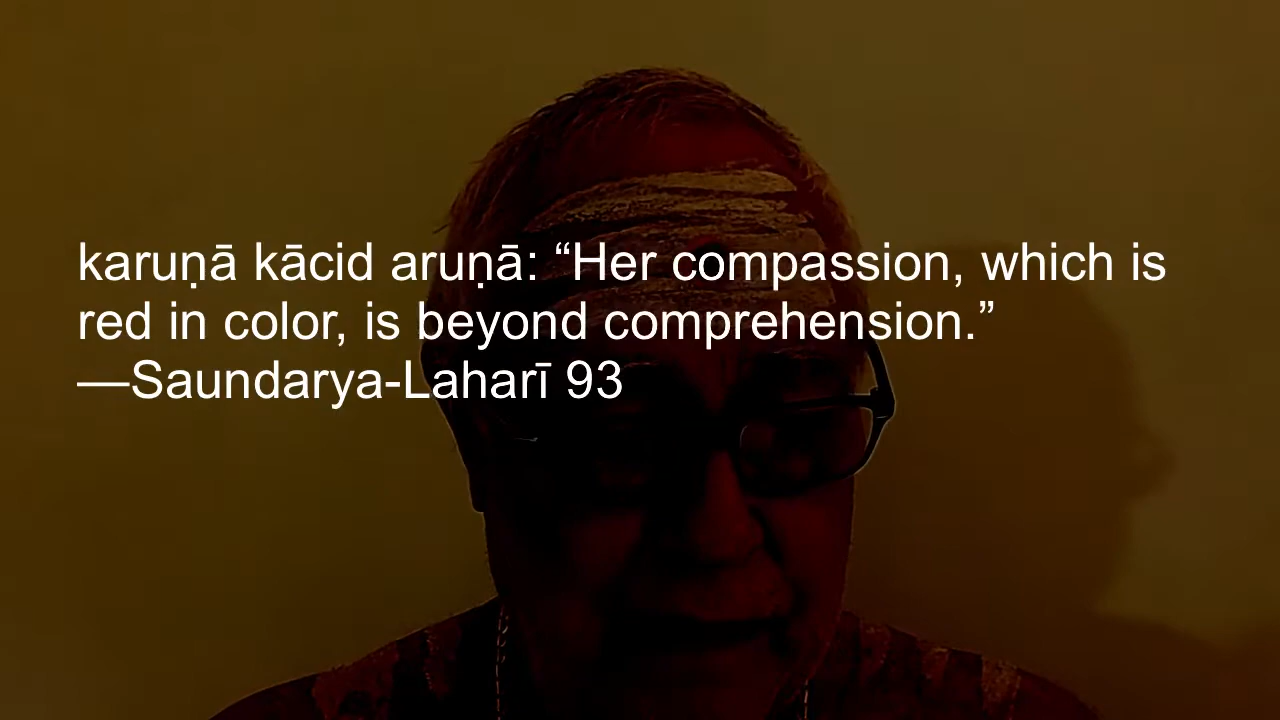 karuṇā kācid aruṇā: “Her compassion, which is
red in color, is beyond comprehension.”
—Saundarya-Laharī 93